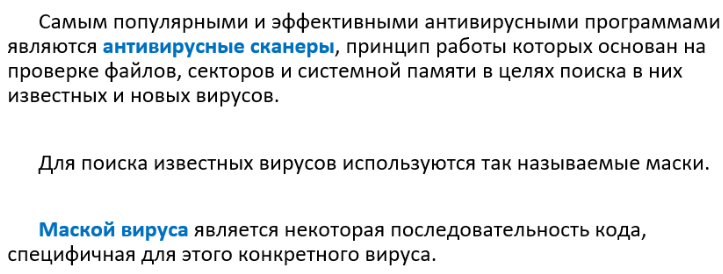 Самым популярными и эффективными антивирусными программами
являются антивирусные сканеры, принцип работы которых основан на
проверке файлов, секторов и системной памяти в целях поиска в них
известных и новых вирусов.
Для поиска известных вирусов используются так называемые маски.
Маской вируса является некоторая последовательность кода,
специфичная для этого конкретного вируса.